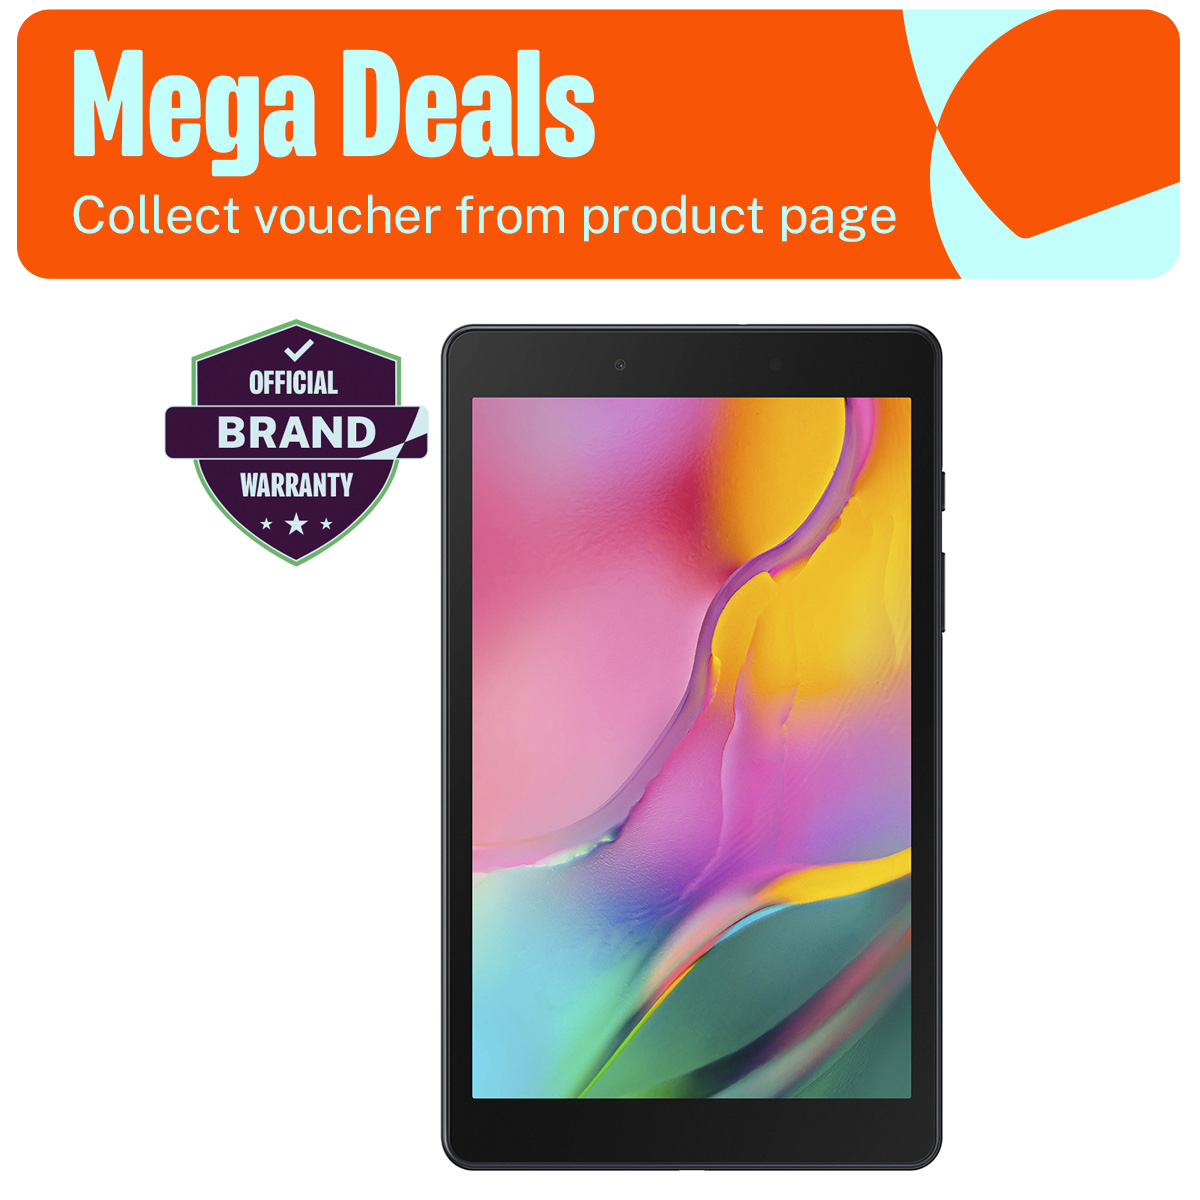 Mega Deals
Collect voucher from product page
OFFICIAL
BRAND
WARRANTY